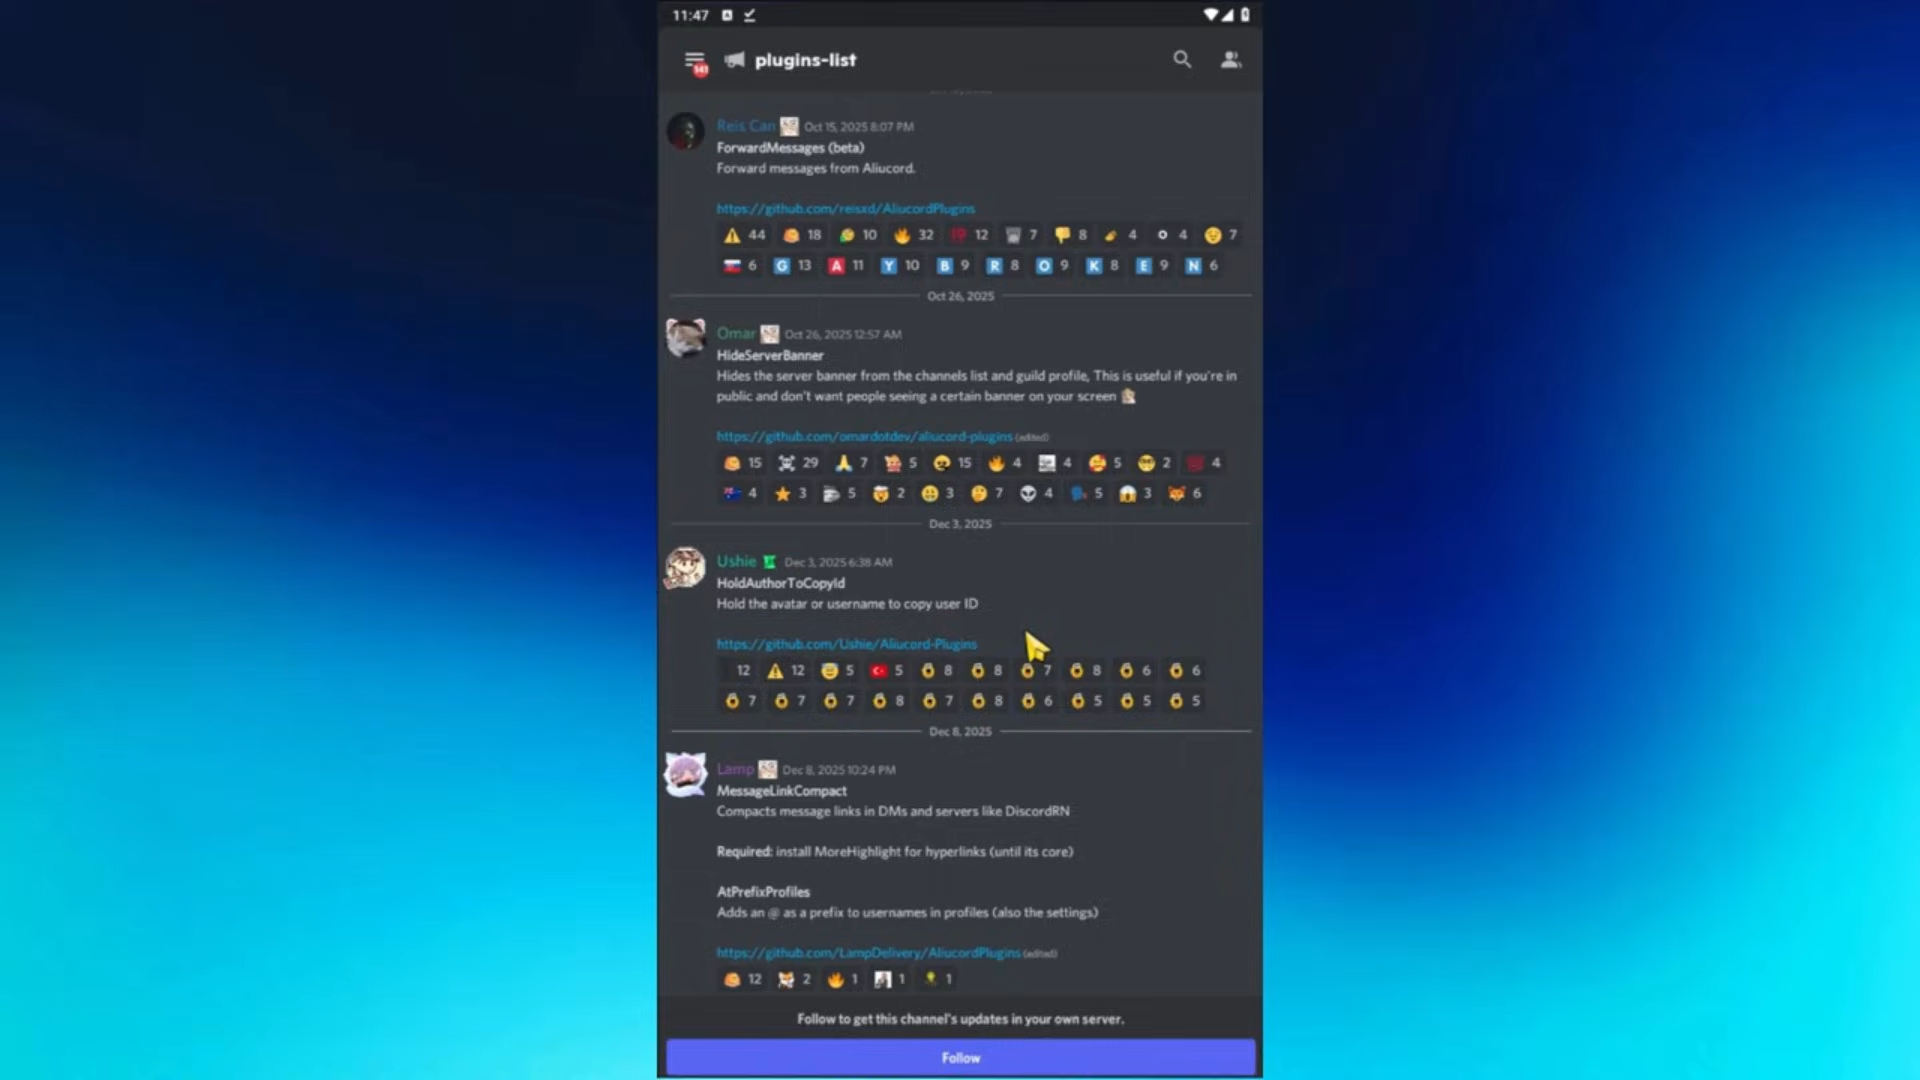 11:47
plugins-list
141
Reis Can Oct 15, 2025 8:07 PM
ForwardMessages (beta)
Forward messages from Aliucord.
https://github.com/reisxd/AliucordPlugins
44 18 10 32 12 7 8 4 4 7
6 G 13 A 11 Y 10 B 9 R 8 O 9 K 8 E 9 N 6
Oct 26, 2025
Omar Oct 26, 2025 12:57 AM
HideServerBanner
Hides the server banner from the channels list and guild profile, This is useful if you're in
public and don't want people seeing a certain banner on your screen
https://github.com/omardotdev/aliucord-plugins (edited)
15 29 7 5 15 4 4 5 2 4
4 3 5 2 3 7 4 5 3 6
Dec 3, 2025
Ushie Dec 3, 2025 6:38 AM
HoldAuthorToCopyId
Hold the avatar or username to copy user ID
https://github.com/Ushie/Aliucord-Plugins
12 12 5 5 8 8 7 8 6 6
7 7 7 8 7 8 6 5 5 5
Dec 8, 2025
Lamp Dec 8, 2025 10:24 PM
MessageLinkCompact
Compacts message links in DMs and servers like DiscordRN
Required: install MoreHighlight for hyperlinks (until its core)
AtPrefixProfiles
Adds an @ as a prefix to usernames in profiles (also the settings)
https://github.com/LampDelivery/AliucordPlugins (edited)
12 2 1 1 1
Follow to get this channel's updates in your own server.
Follow